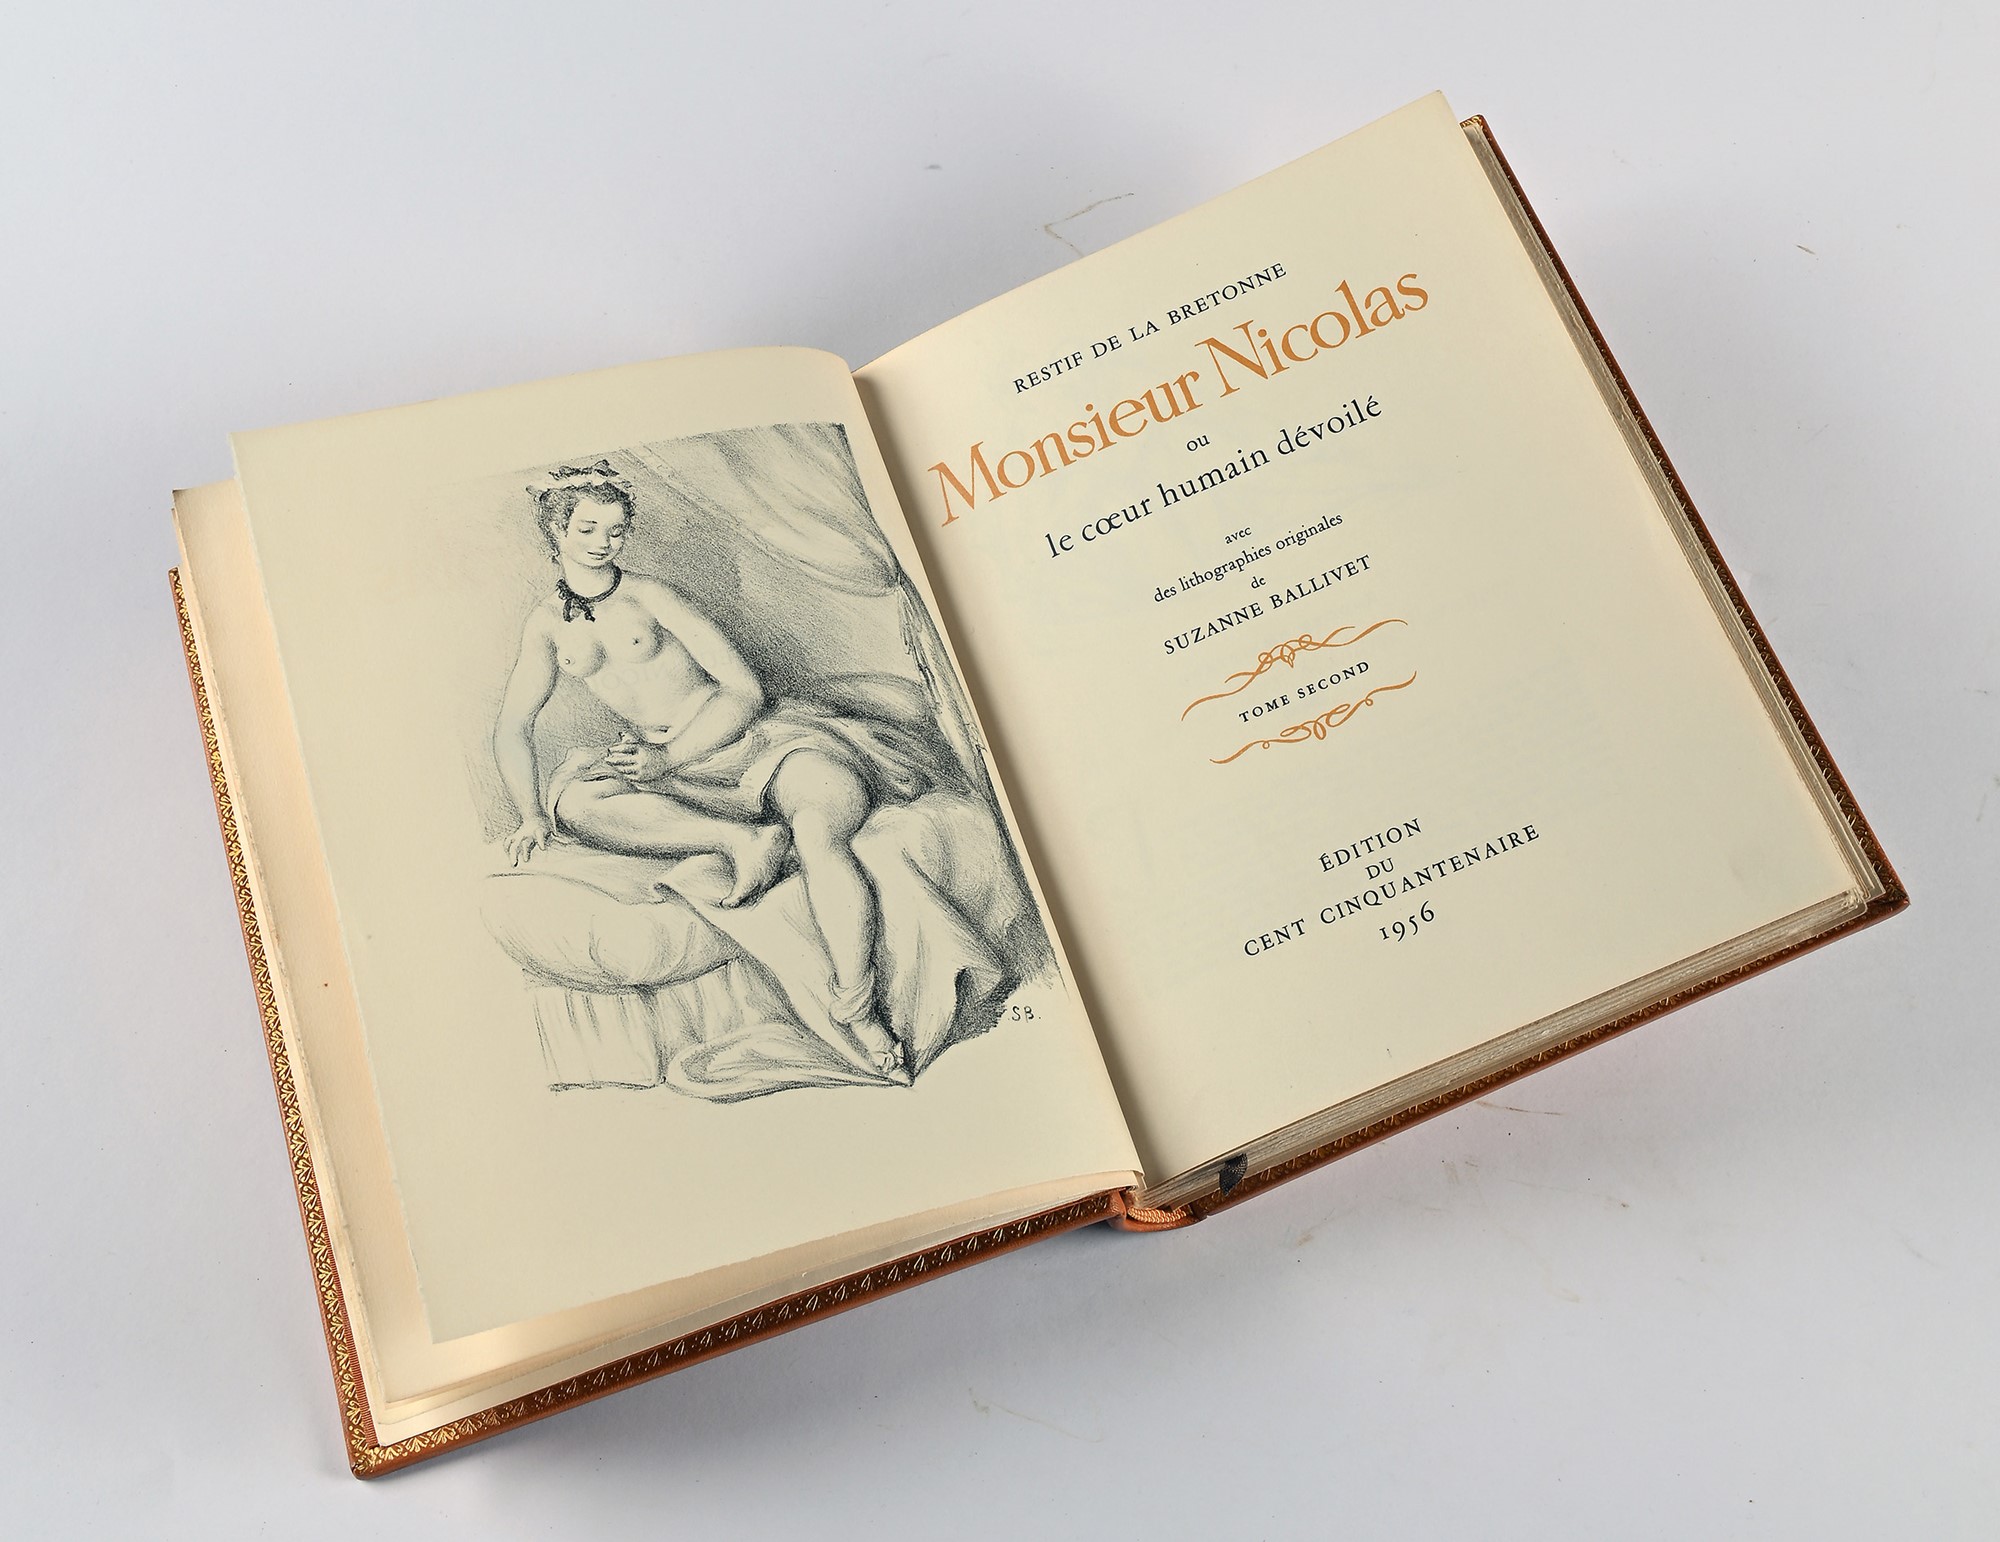 S B.
RESTIF DE LA BRETONNE
Monsieur Nicolas
ou
le cœur humain dévoilé
avec
des lithographies originales
de
SUZANNE BALLIVET
TOME SECOND
ÉDITION
DU
CENT CINQUANTENAIRE
1956